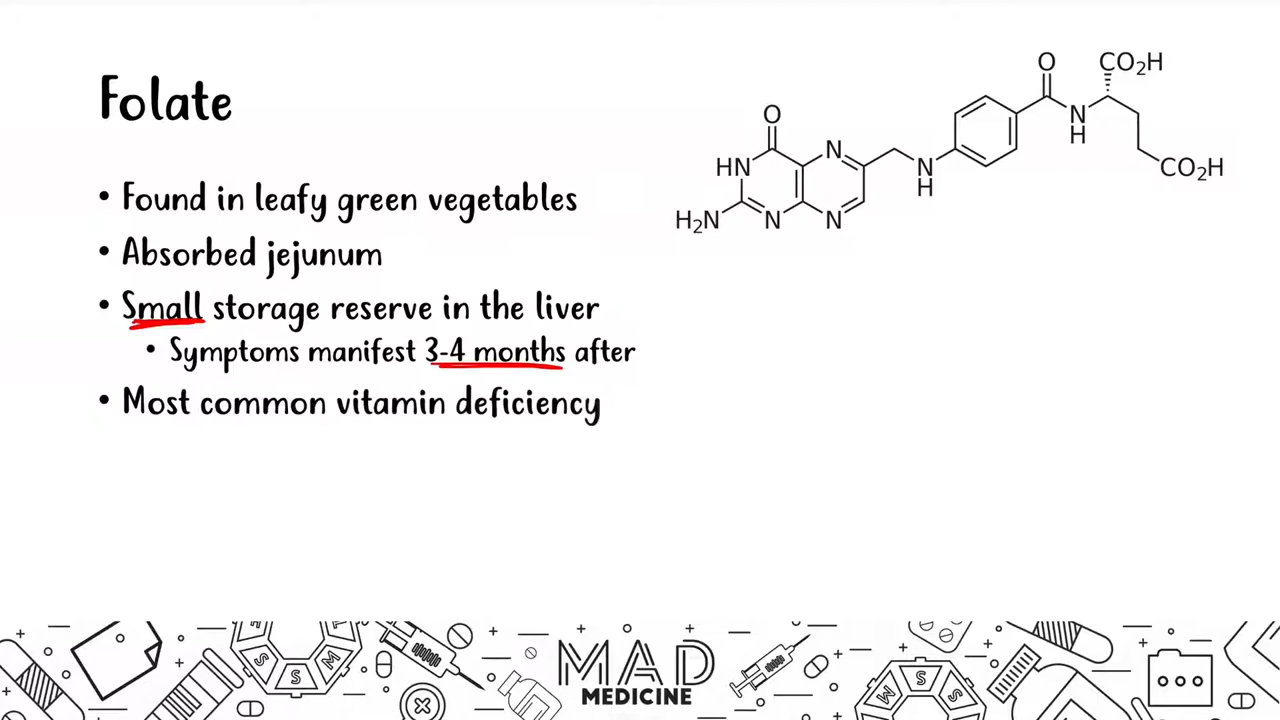 Folate
• Found in leafy green vegetables
• Absorbed jejunum
• Small storage reserve in the liver
• Symptoms manifest 3-4 months after
• Most common vitamin deficiency
O
CO₂H
O
N
H
CO₂H
HN
N
N
H
H₂N
N
N
S
S
M
MAD
MEDICINE
M
S
S